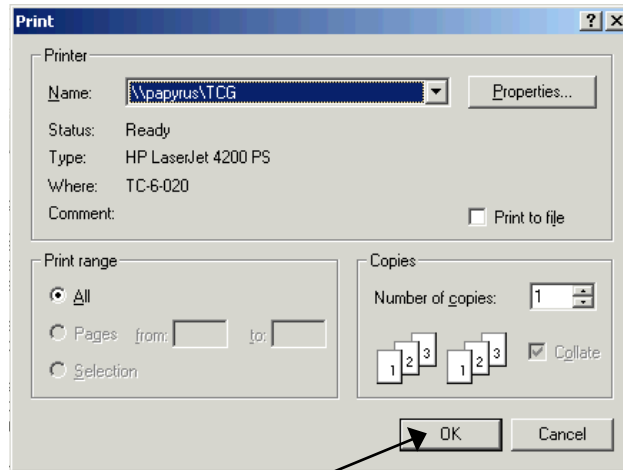 Print
Printer
Name: \\papyrus\TCG Properties...
Status: Ready
Type: HP LaserJet 4200 PS
Where: TC-6-020
Comment: Print to file
Print range
All
Pages from: to:
Selection
Copies
Number of copies: 1
1 2 3 1 2 3
Collate
OK Cancel